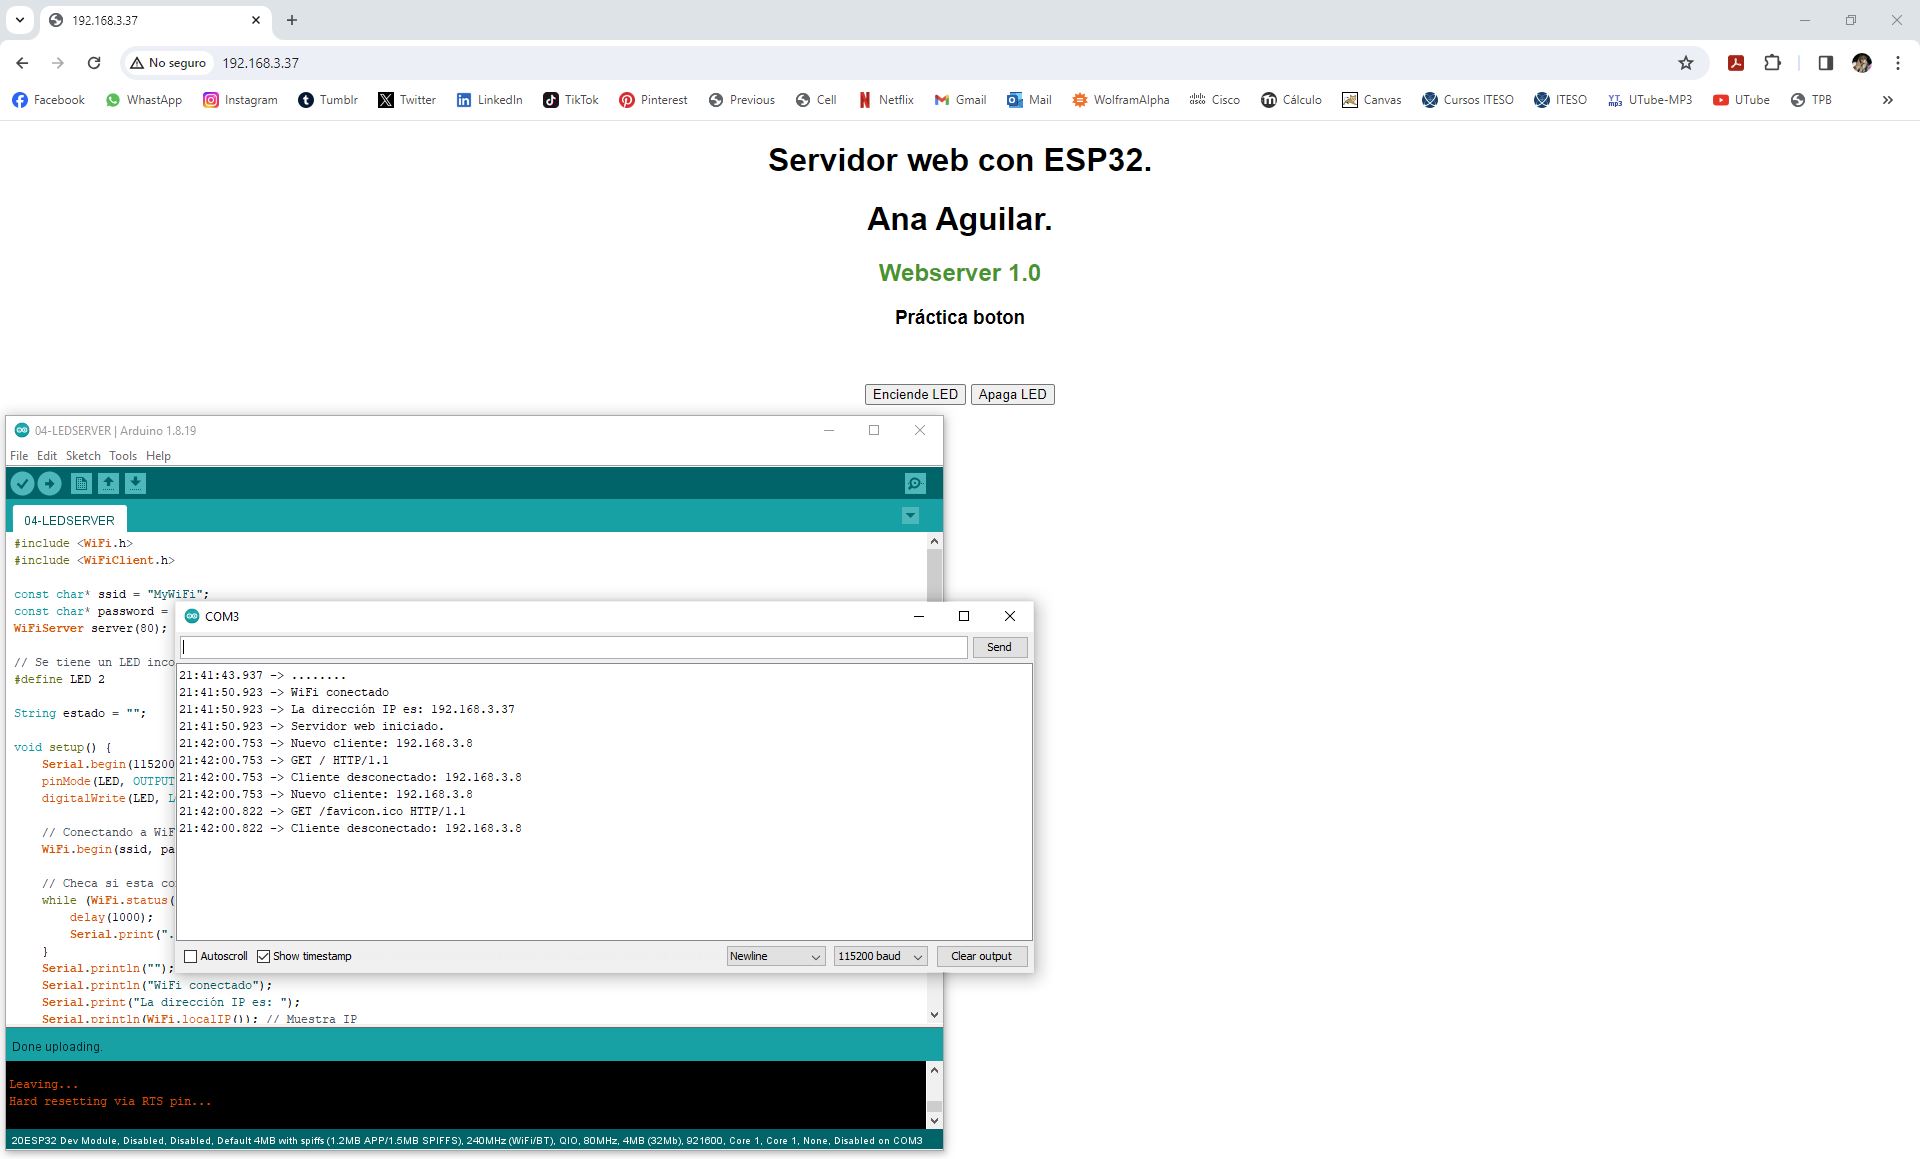 192.168.3.37
No seguro 192.168.3.37
Facebook WhastApp Instagram Tumblr Twitter LinkedIn TikTok Pinterest Previous Cell Netflix Gmail Mail WolframAlpha Cisco Cálculo Canvas Cursos ITESO ITESO UTube-MP3 UTube TPB
Servidor web con ESP32.
Ana Aguilar.
Webserver 1.0
Práctica boton
Enciende LED Apaga LED
04-LEDSERVER | Arduino 1.8.19
File Edit Sketch Tools Help
04-LEDSERVER
#include <WiFi.h>
#include <WiFiClient.h>
const char* ssid = "MyWiFi";
const char* password =
WiFiServer server(80);
// Se tiene un LED inco
#define LED 2
String estado = "";
void setup() {
Serial.begin(115200
pinMode(LED, OUTPUT
digitalWrite(LED, L
// Conectando a WiF
WiFi.begin(ssid, pa
// Checa si esta co
while (WiFi.status(
delay(1000);
Serial.print(".
}
Serial.println("");
Serial.println("WiFi conectado");
Serial.print("La dirección IP es: ");
Serial.println(WiFi.localIP()); // Muestra IP
COM3
Send
21:41:43.937 -> ........
21:41:50.923 -> WiFi conectado
21:41:50.923 -> La dirección IP es: 192.168.3.37
21:41:50.923 -> Servidor web iniciado.
21:42:00.753 -> Nuevo cliente: 192.168.3.8
21:42:00.753 -> GET / HTTP/1.1
21:42:00.753 -> Cliente desconectado: 192.168.3.8
21:42:00.753 -> Nuevo cliente: 192.168.3.8
21:42:00.822 -> GET /favicon.ico HTTP/1.1
21:42:00.822 -> Cliente desconectado: 192.168.3.8
Autoscroll Show timestamp Newline 115200 baud Clear output
Done uploading.
Leaving...
Hard resetting via RTS pin...
20ESP32 Dev Module, Disabled, Disabled, Default 4MB with spiffs (1.2MB APP/1.5MB SPIFFS), 240MHz (WiFi/BT), QIO, 80MHz, 4MB (32Mb), 921600, Core 1, Core 1, None, Disabled on COM3